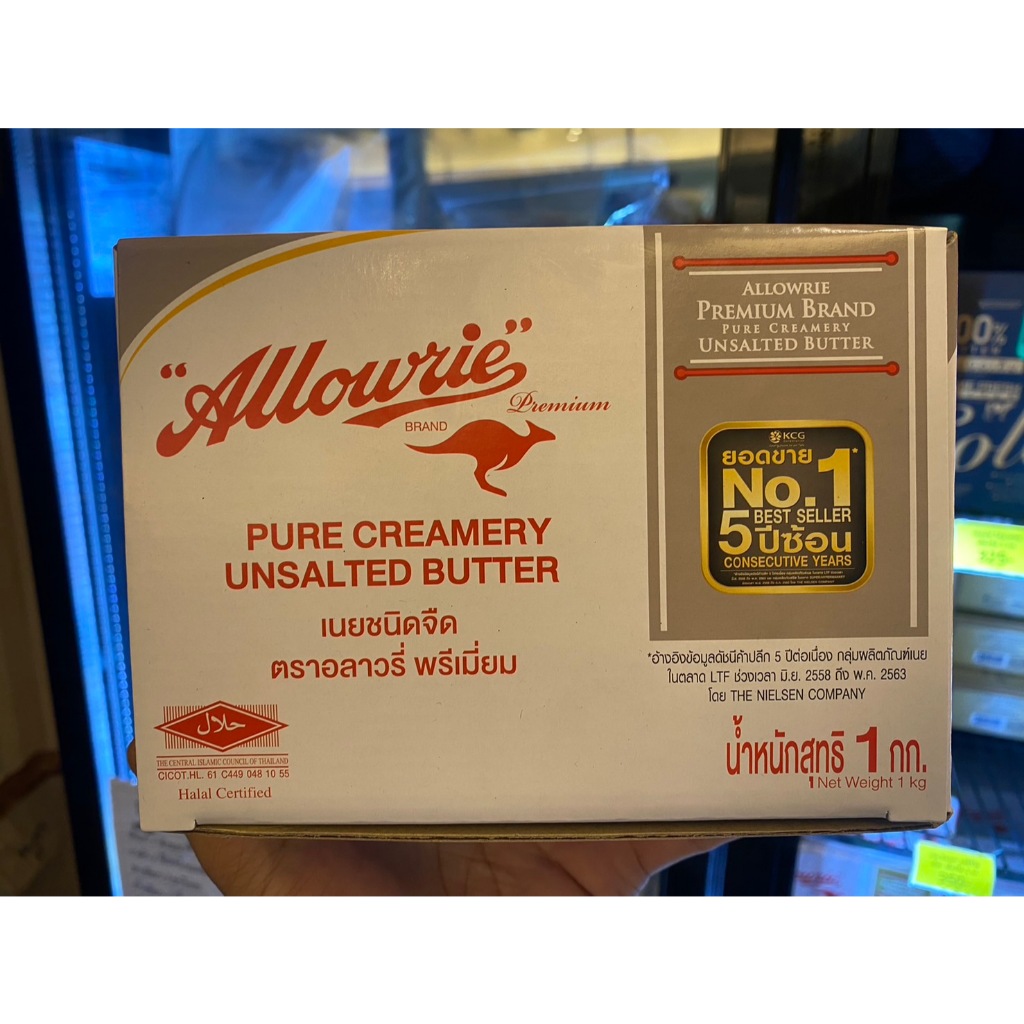 "Allowrie"
Premium
BRAND
PURE CREAMERY
UNSALTED BUTTER
เนยชนิดจืด
ตราอลาวรี่ พรีเมี่ยม
حلال
THE CENTRAL ISLAMIC COUNCIL OF THAILAND
CICOT.HL. 61 C449 048 10 55
Halal Certified
ALLOWRIE
PREMIUM BRAND
PURE CREAMERY
UNSALTED BUTTER
KCG
ยอดขาย
No.1*
BEST SELLER
5 ปีซ้อน
CONSECUTIVE YEARS
*อ้างอิงข้อมูลดัชนีค้าปลีก 5 ปีต่อเนื่อง กลุ่มผลิตภัณฑ์เนย
ในตลาด LTF ช่วงเวลา มิ.ย. 2558 ถึง พ.ค. 2563
โดย THE NIELSEN COMPANY
น้ำหนักสุทธิ 1 กก.
Net Weight 1 kg